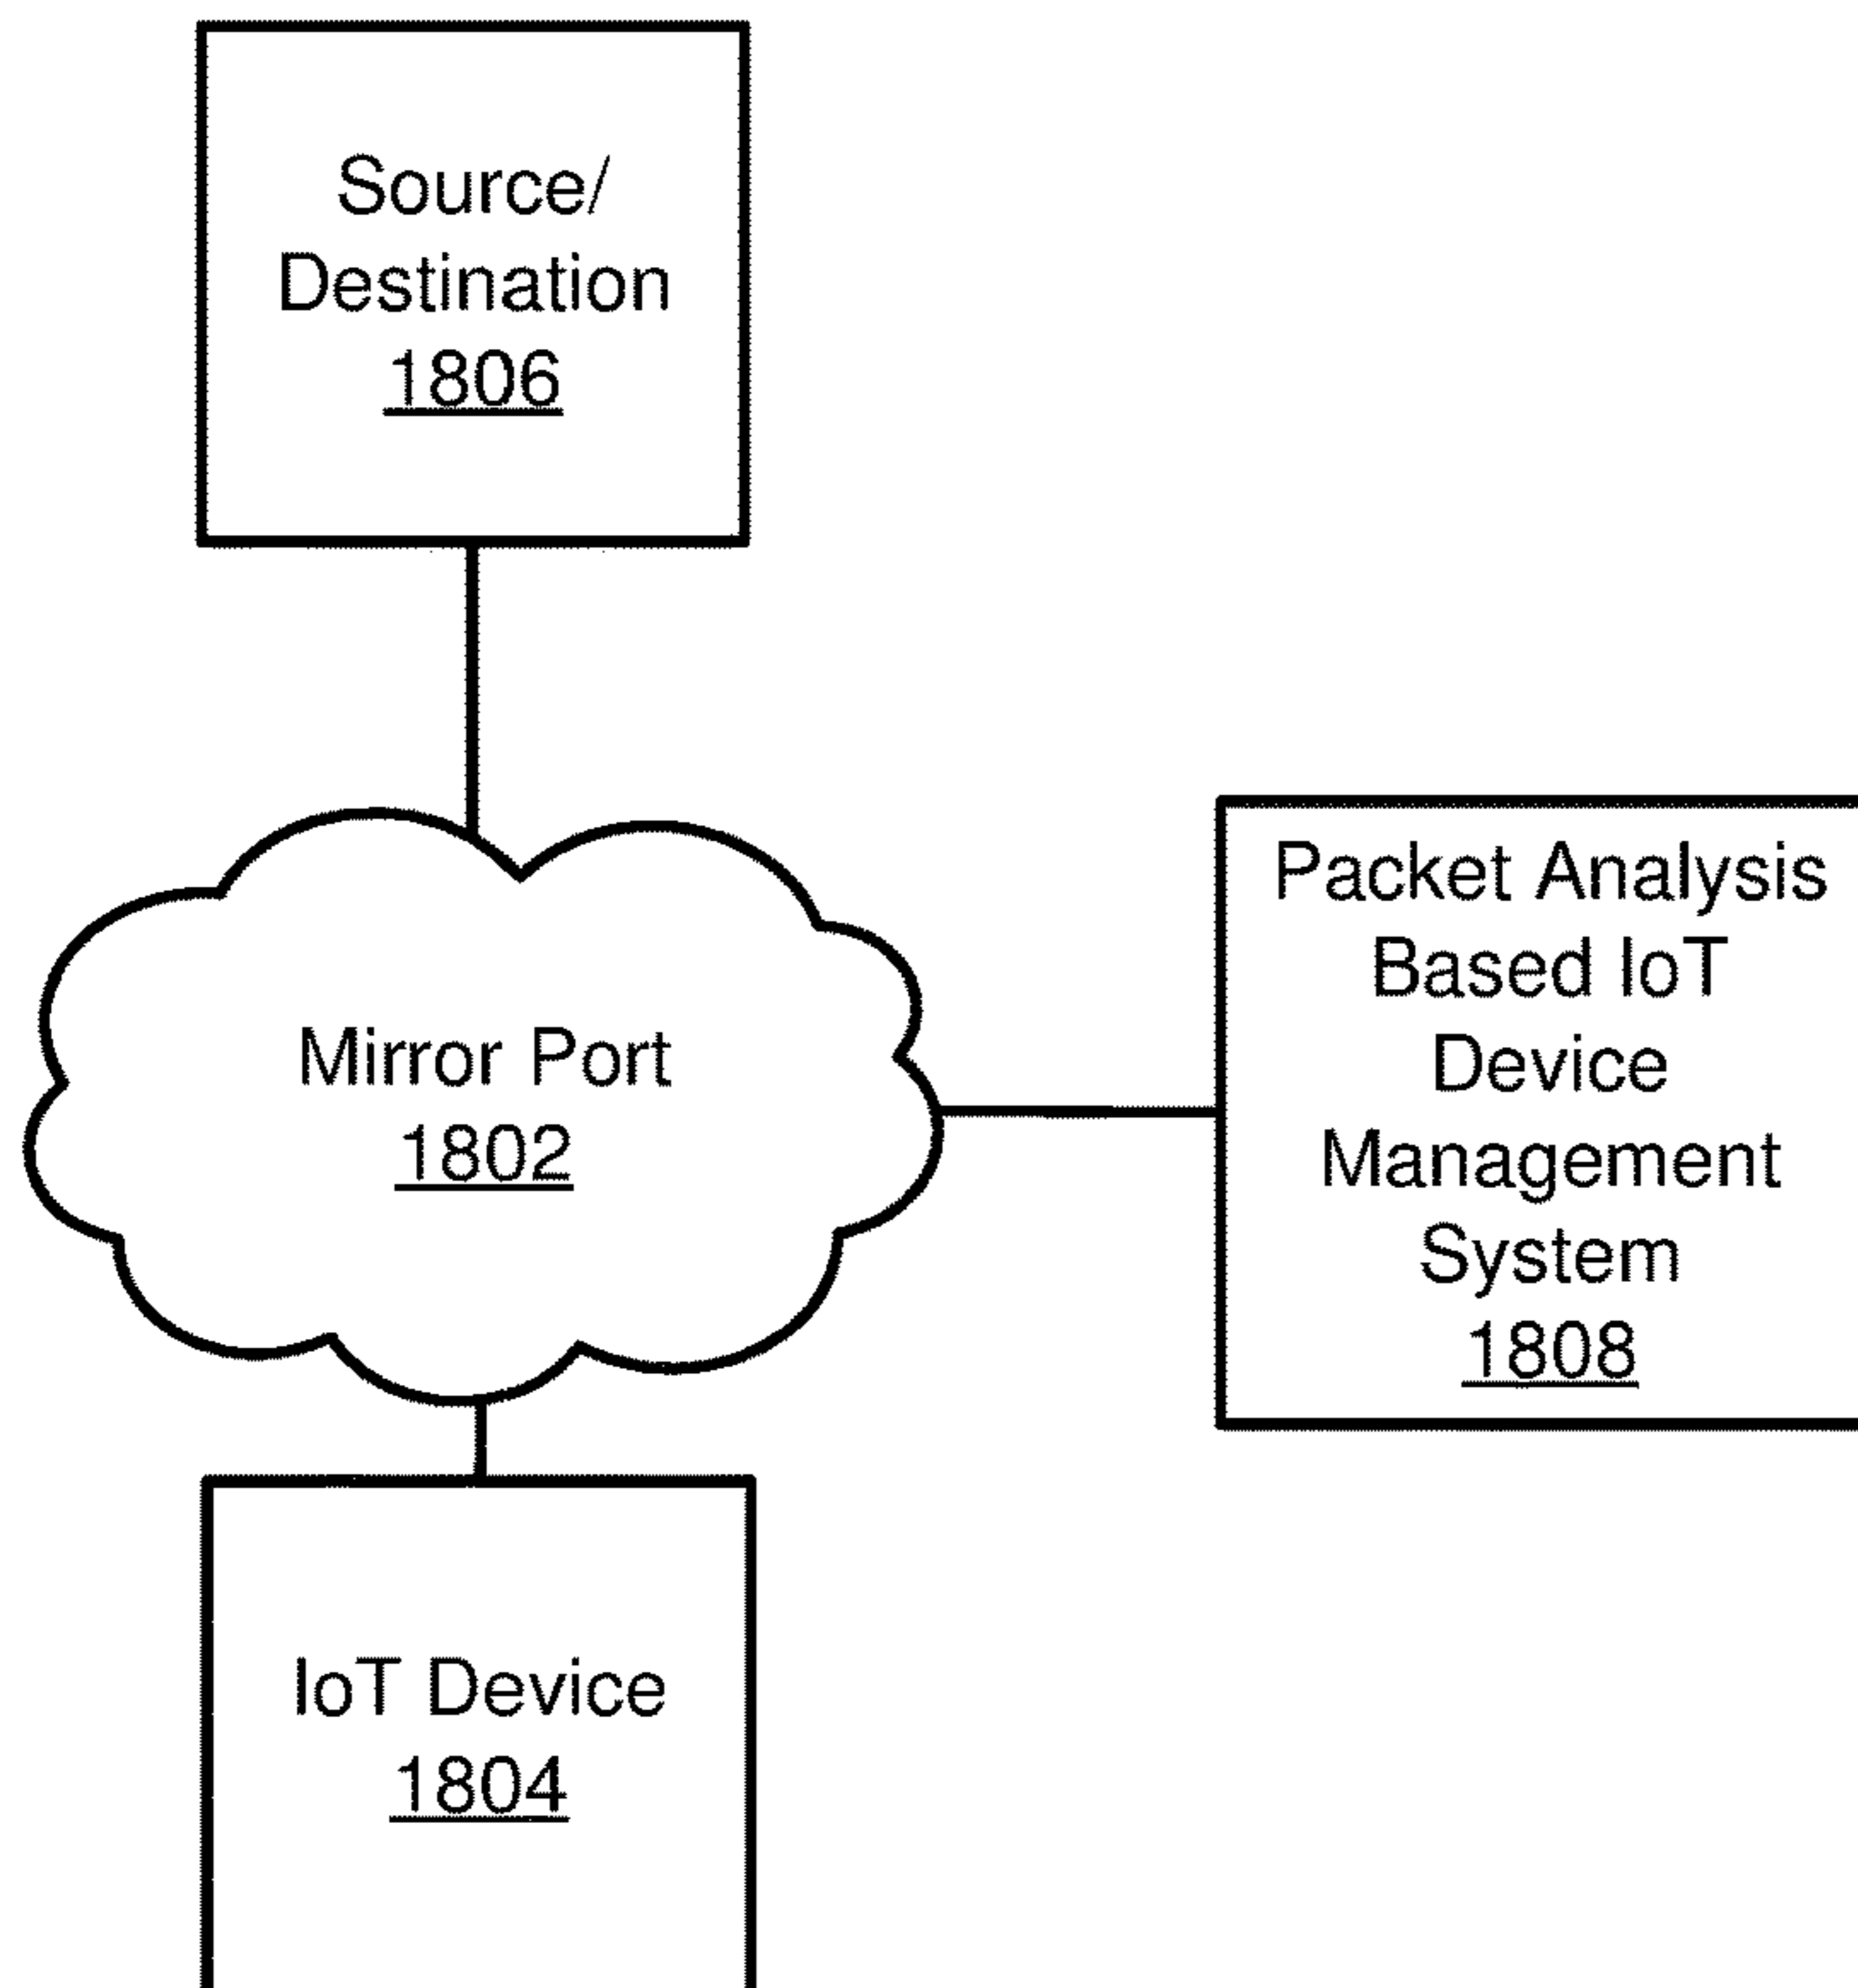 Source/
Destination
1806
Mirror Port
1802
Packet Analysis
Based IoT
Device
Management
System
1808
IoT Device
1804